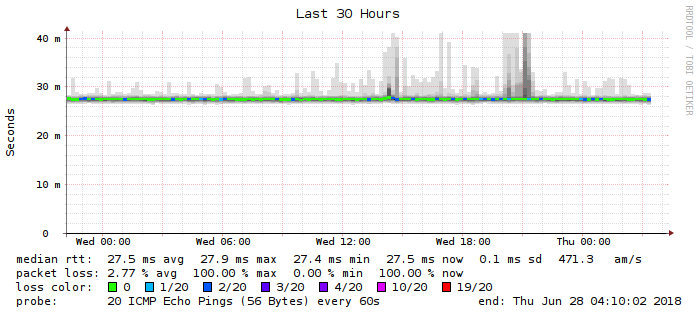 Last 30 Hours
RRDTOOL / TOBI OETIKER
Seconds
40 m
30 m
20 m
10 m
0
Wed 00:00 Wed 06:00 Wed 12:00 Wed 18:00 Thu 00:00
median rtt: 27.5 ms avg 27.9 ms max 27.4 ms min 27.5 ms now 0.1 ms sd 471.3 am/s
packet loss: 2.77 % avg 100.00 % max 0.00 % min 100.00 % now
loss color: 0 1/20 2/20 3/20 4/20 10/20 19/20
probe: 20 ICMP Echo Pings (56 Bytes) every 60s end: Thu Jun 28 04:10:02 2018